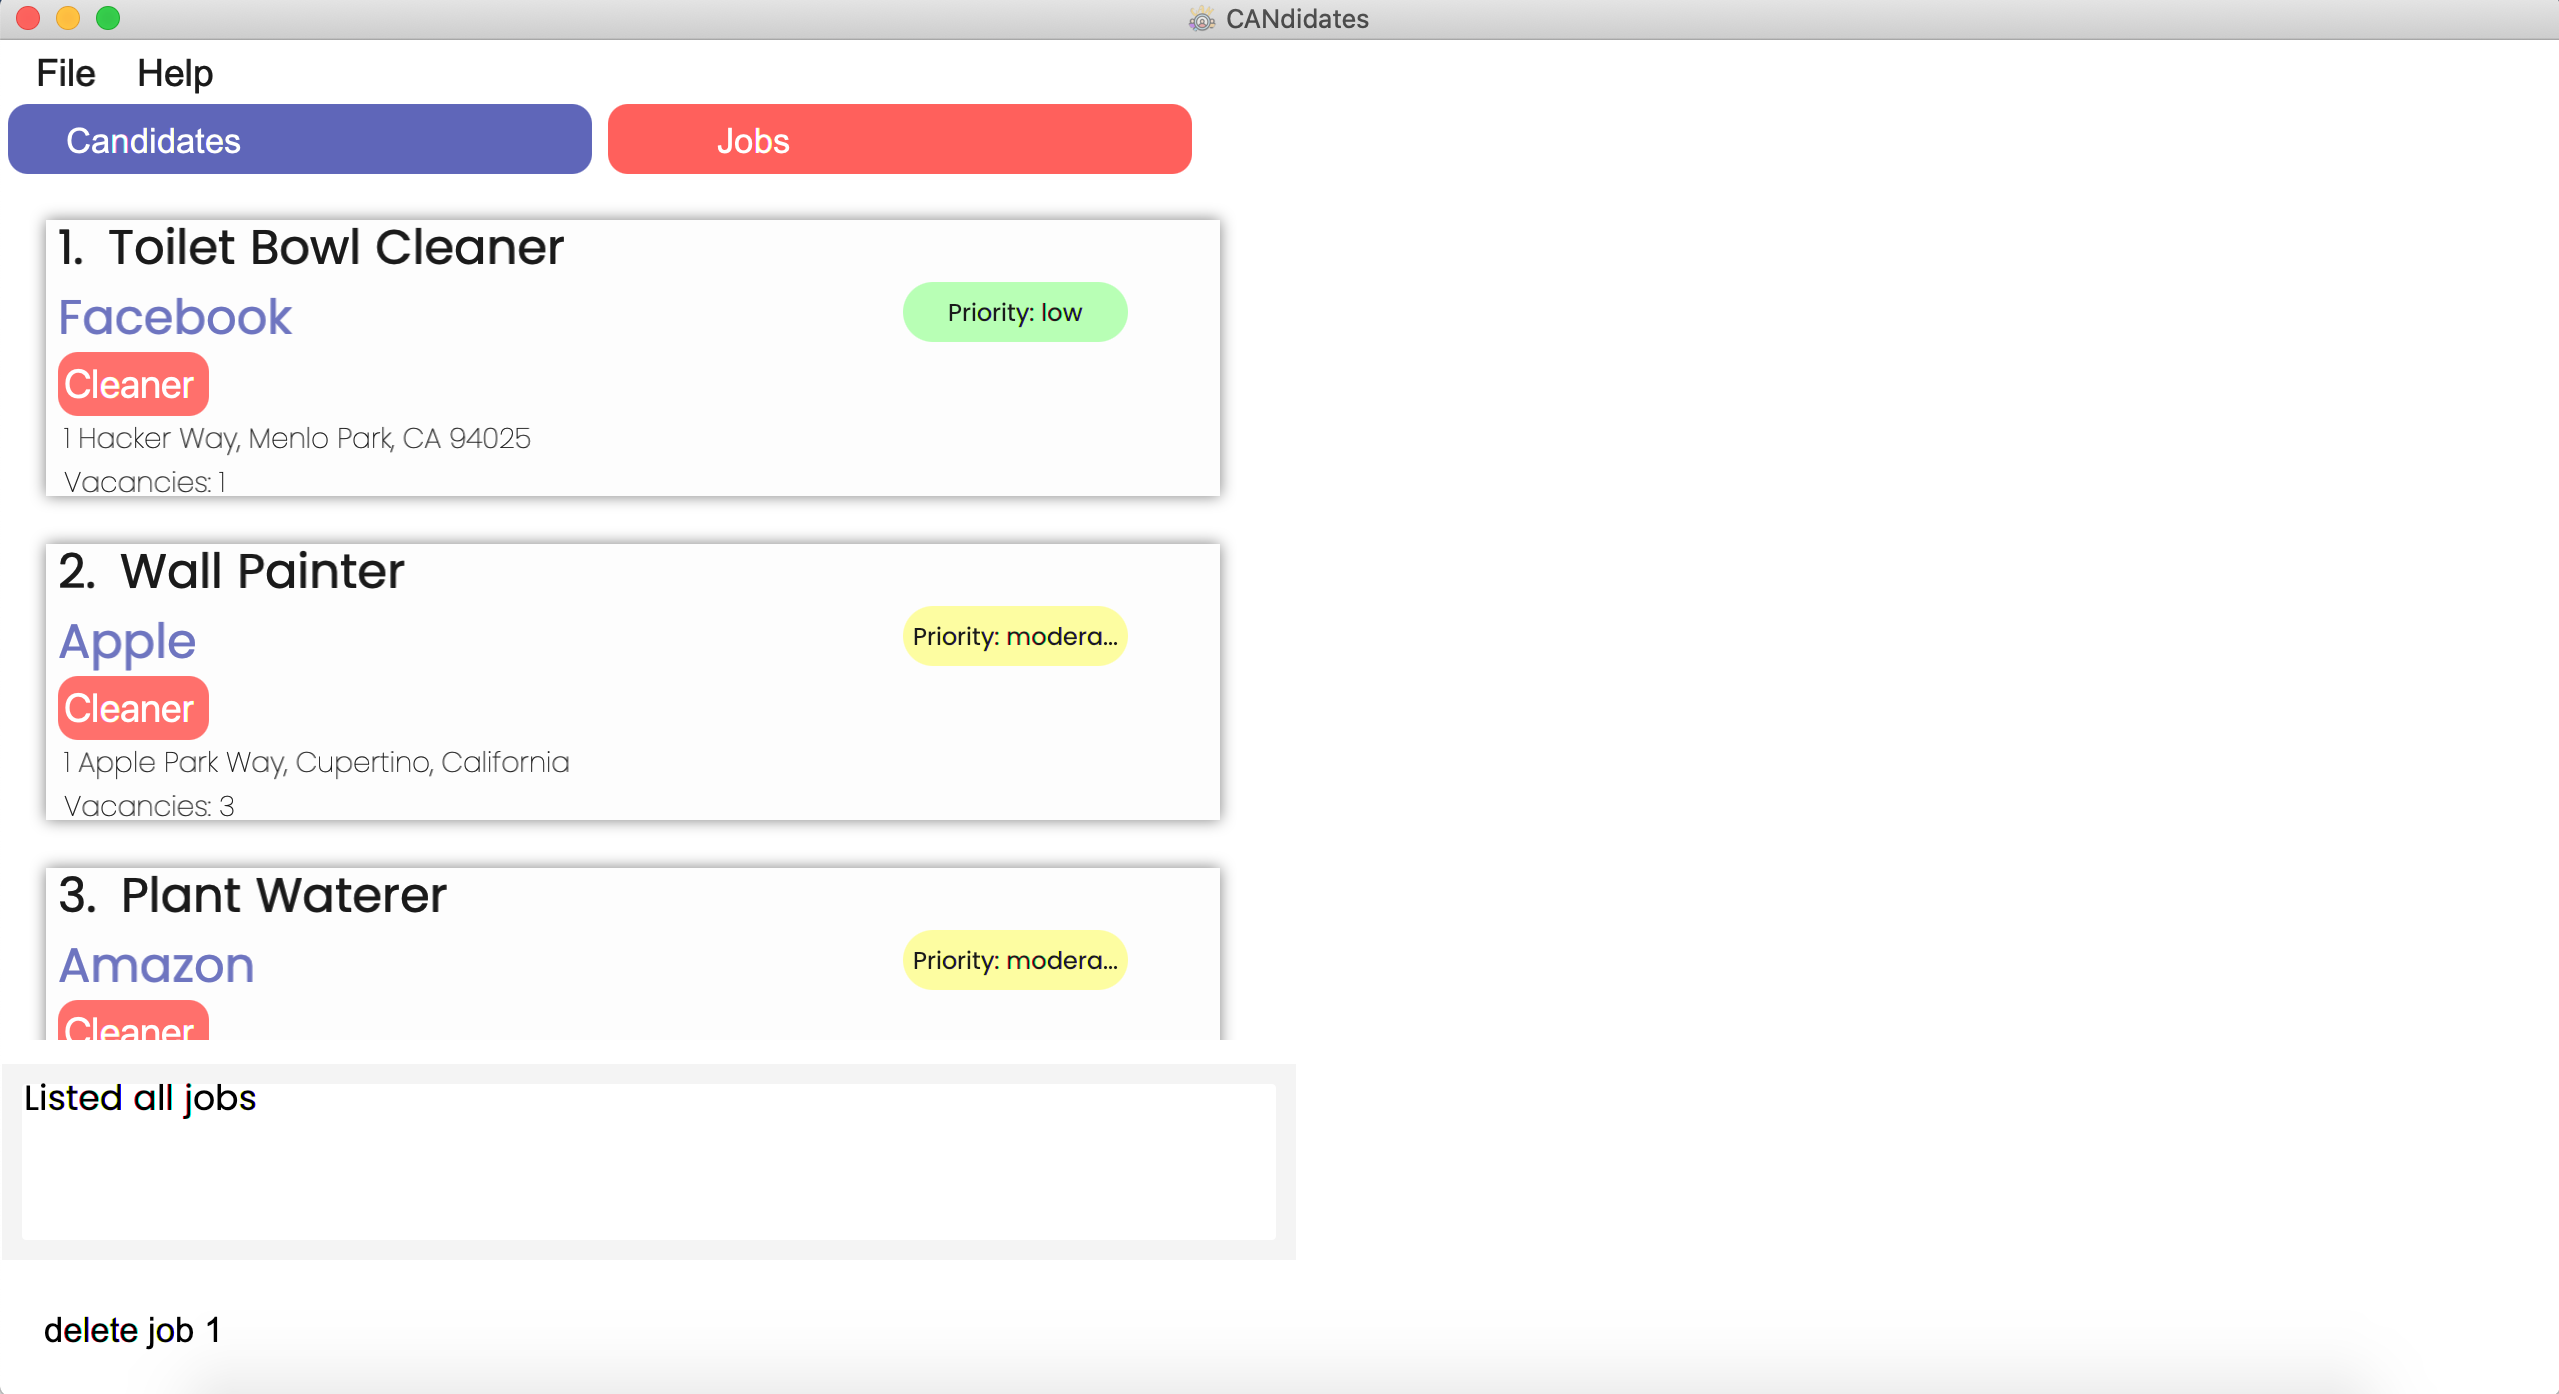 CANdidates
File Help
Candidates Jobs
1. Toilet Bowl Cleaner
Facebook
Priority: low
Cleaner
1 Hacker Way, Menlo Park, CA 94025
Vacancies: 1
2. Wall Painter
Apple
Priority: modera...
Cleaner
1 Apple Park Way, Cupertino, California
Vacancies: 3
3. Plant Waterer
Amazon
Priority: modera...
Cleaner
Listed all jobs
delete job 1